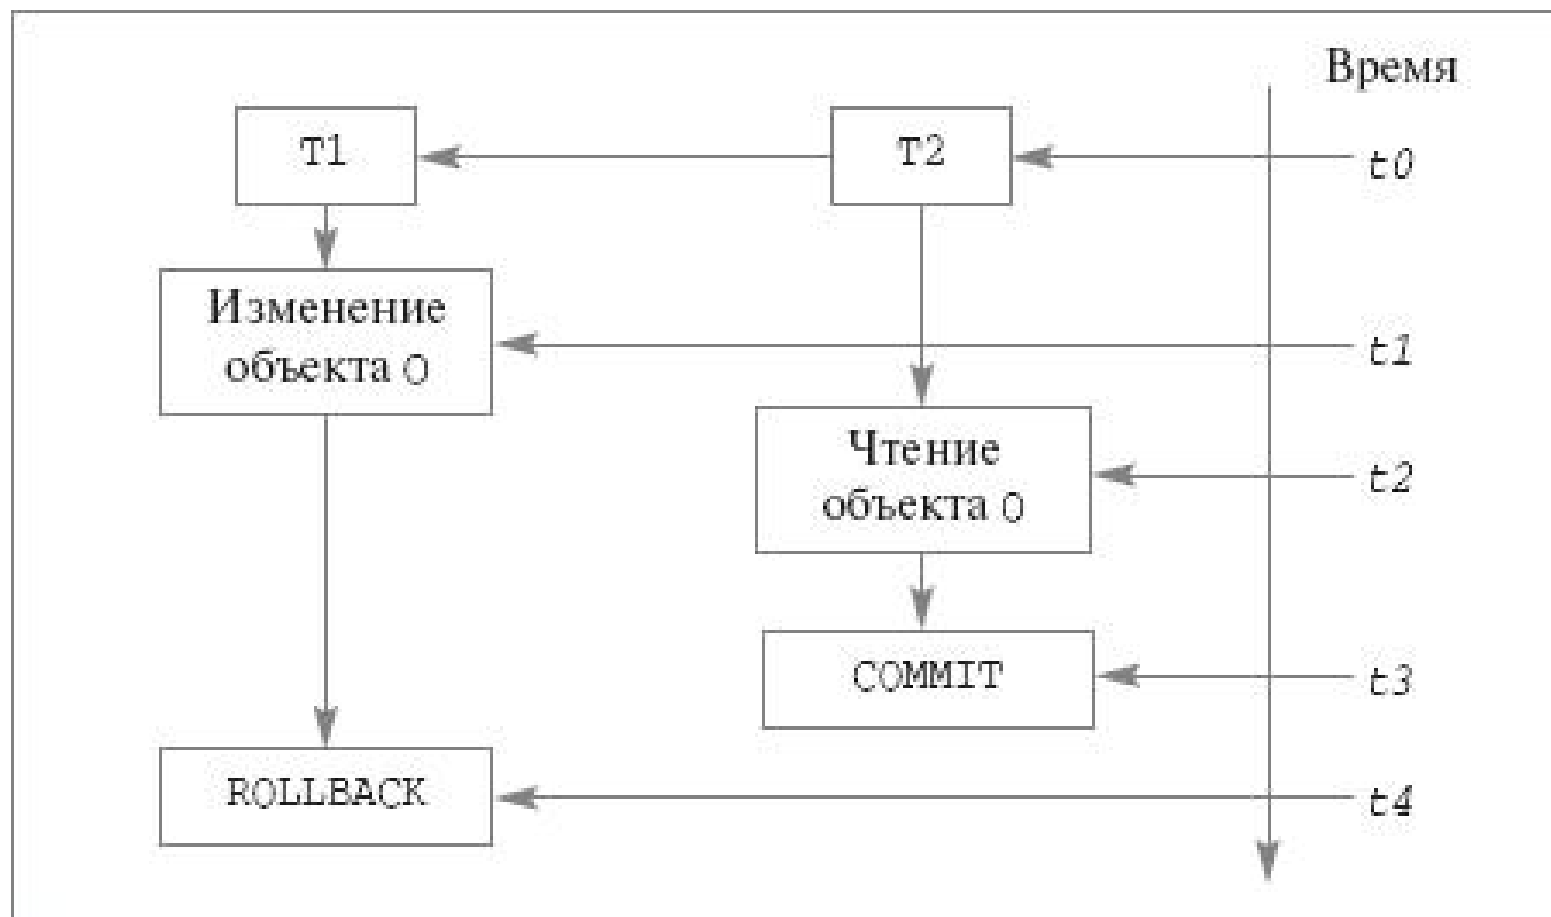 Время
T1
T2
t0
Изменение
объекта O
t1
Чтение
объекта O
t2
COMMIT
t3
ROLLBACK
t4